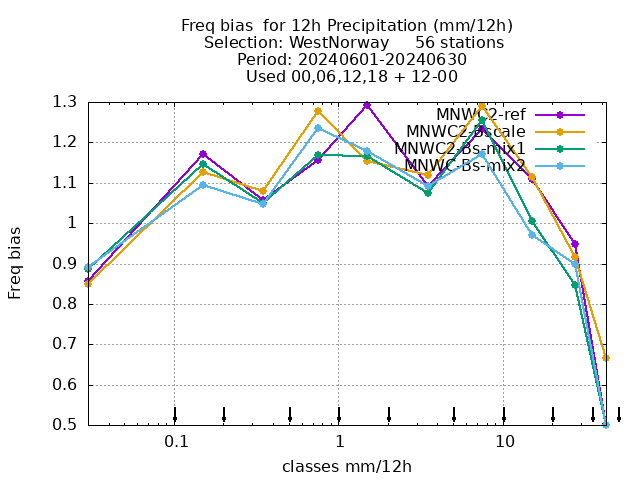 Freq bias  for 12h Precipitation (mm/12h)
Selection: WestNorway     56 stations
Period: 20240601-20240630
Used 00,06,12,18 + 12-00
MNWC2-ref
MNWC2-Bscale
MNWC2-Bs-mix1
MNWC-Bs-mix2
1.3
1.2
1.1
1
0.9
0.8
0.7
0.6
0.5
Freq bias
0.1 1 10
classes mm/12h